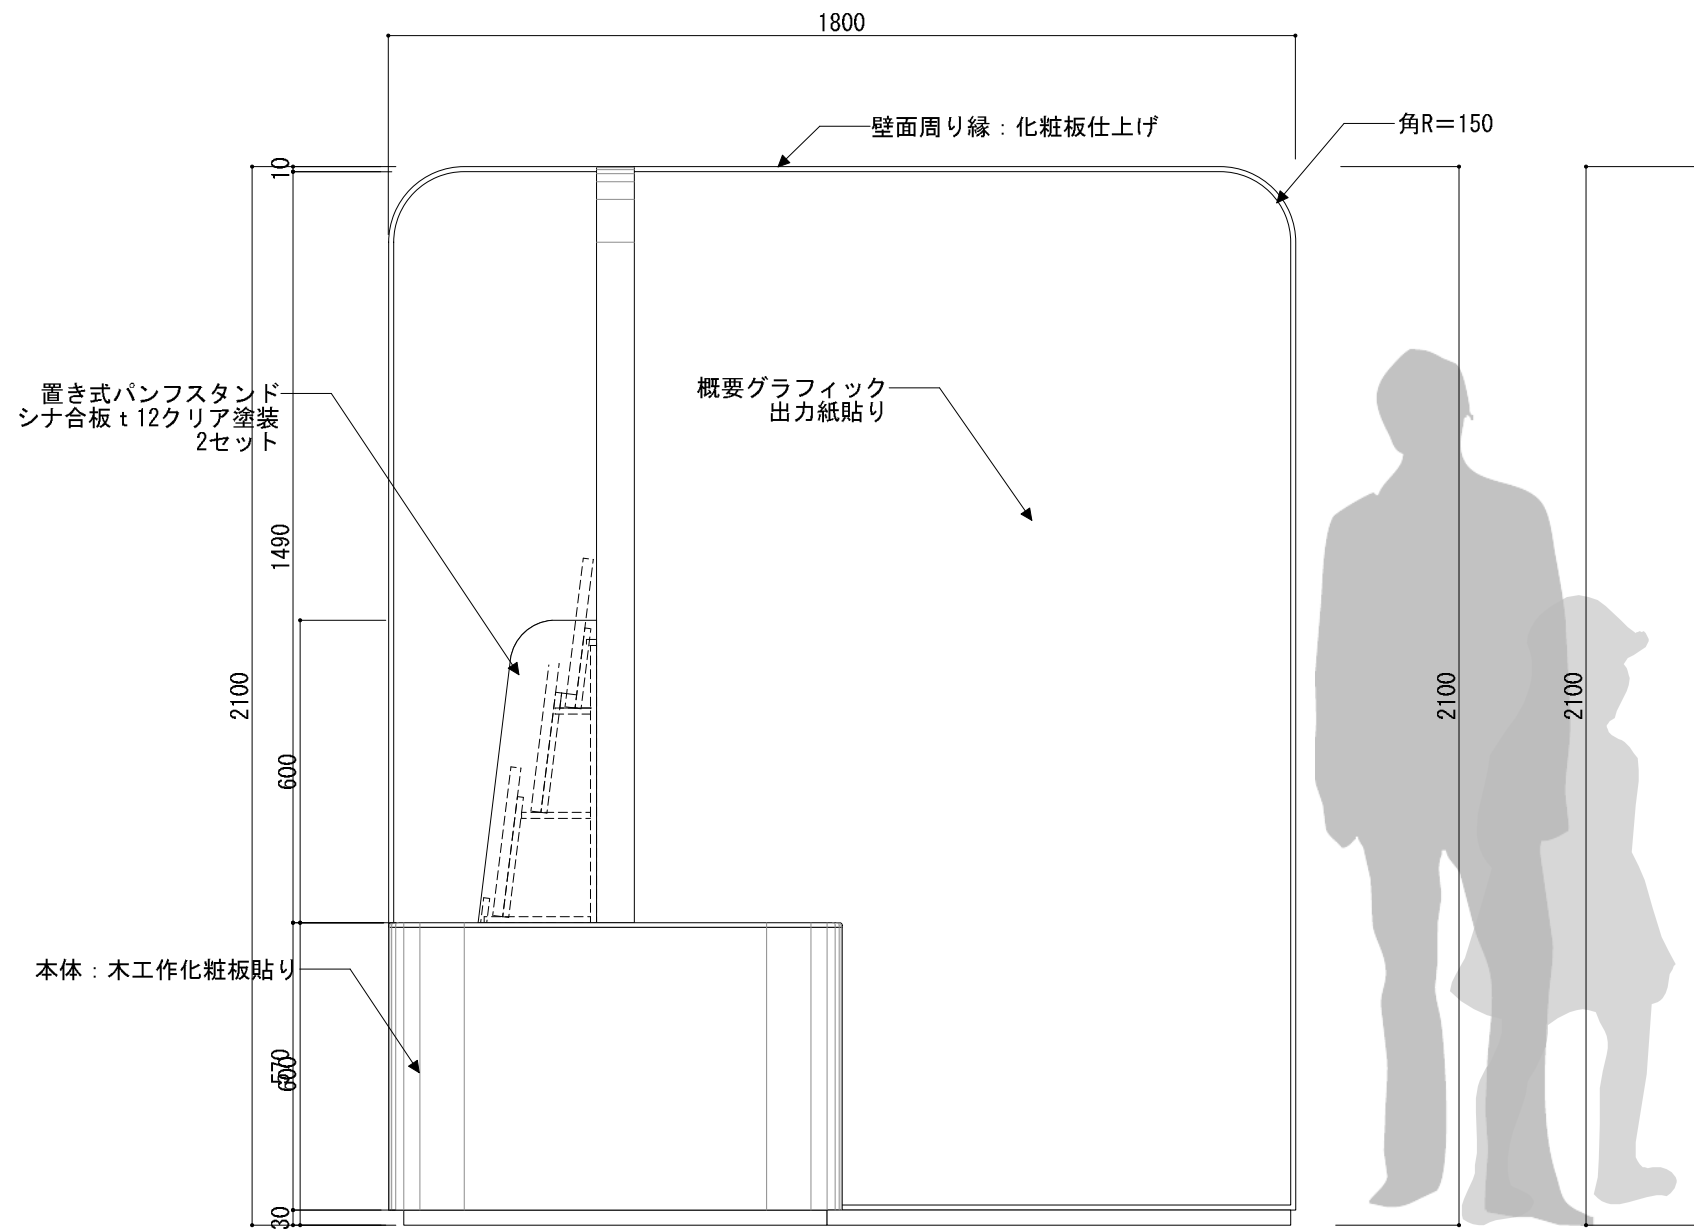 1800
壁面周り縁：化粧板仕上げ
角R＝150
10
置き式パンフスタンド
シナ合板ｔ12クリア塗装
2セット
概要グラフィック
出力紙貼り
1490
2100
600
2100
2100
本体：木工作化粧板貼り
570
600
30